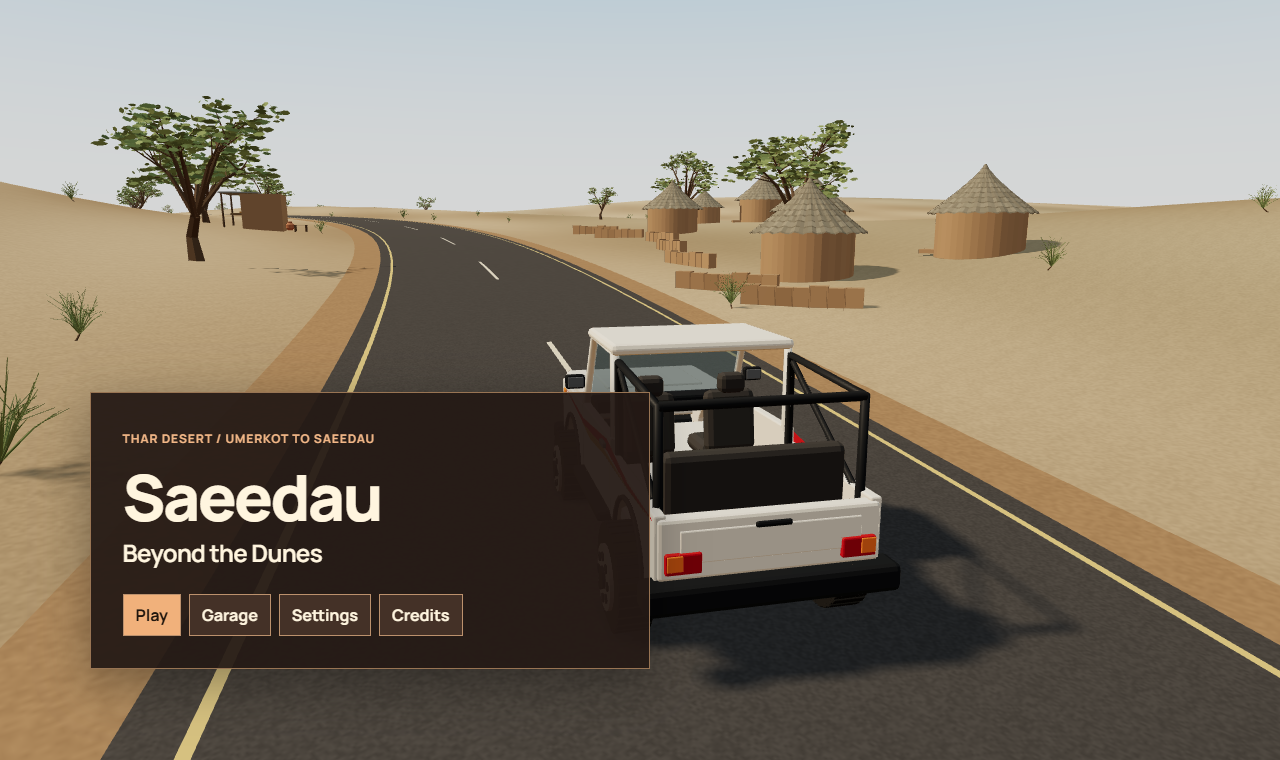 THAR DESERT / UMERKOT TO SAEEDAU
Saeedau
Beyond the Dunes
Play
Garage
Settings
Credits